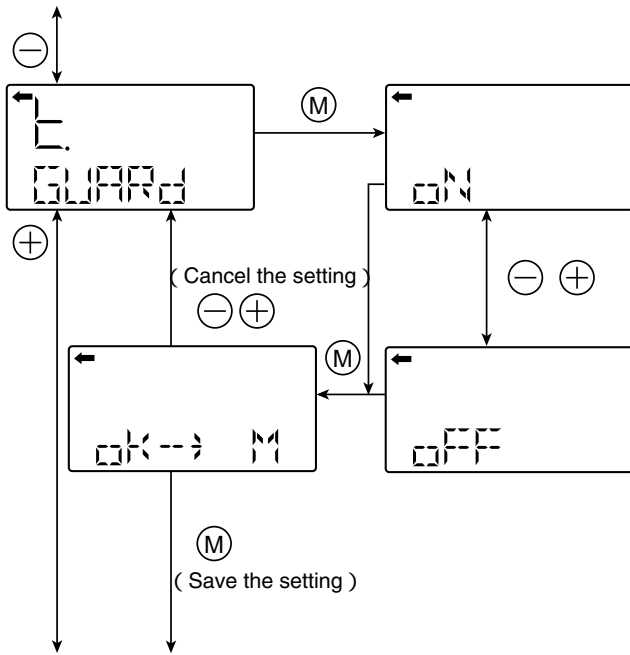 t.
GUARd
M
oN
( Cancel the setting )
M
oK--> M
oFF
M
( Save the setting )